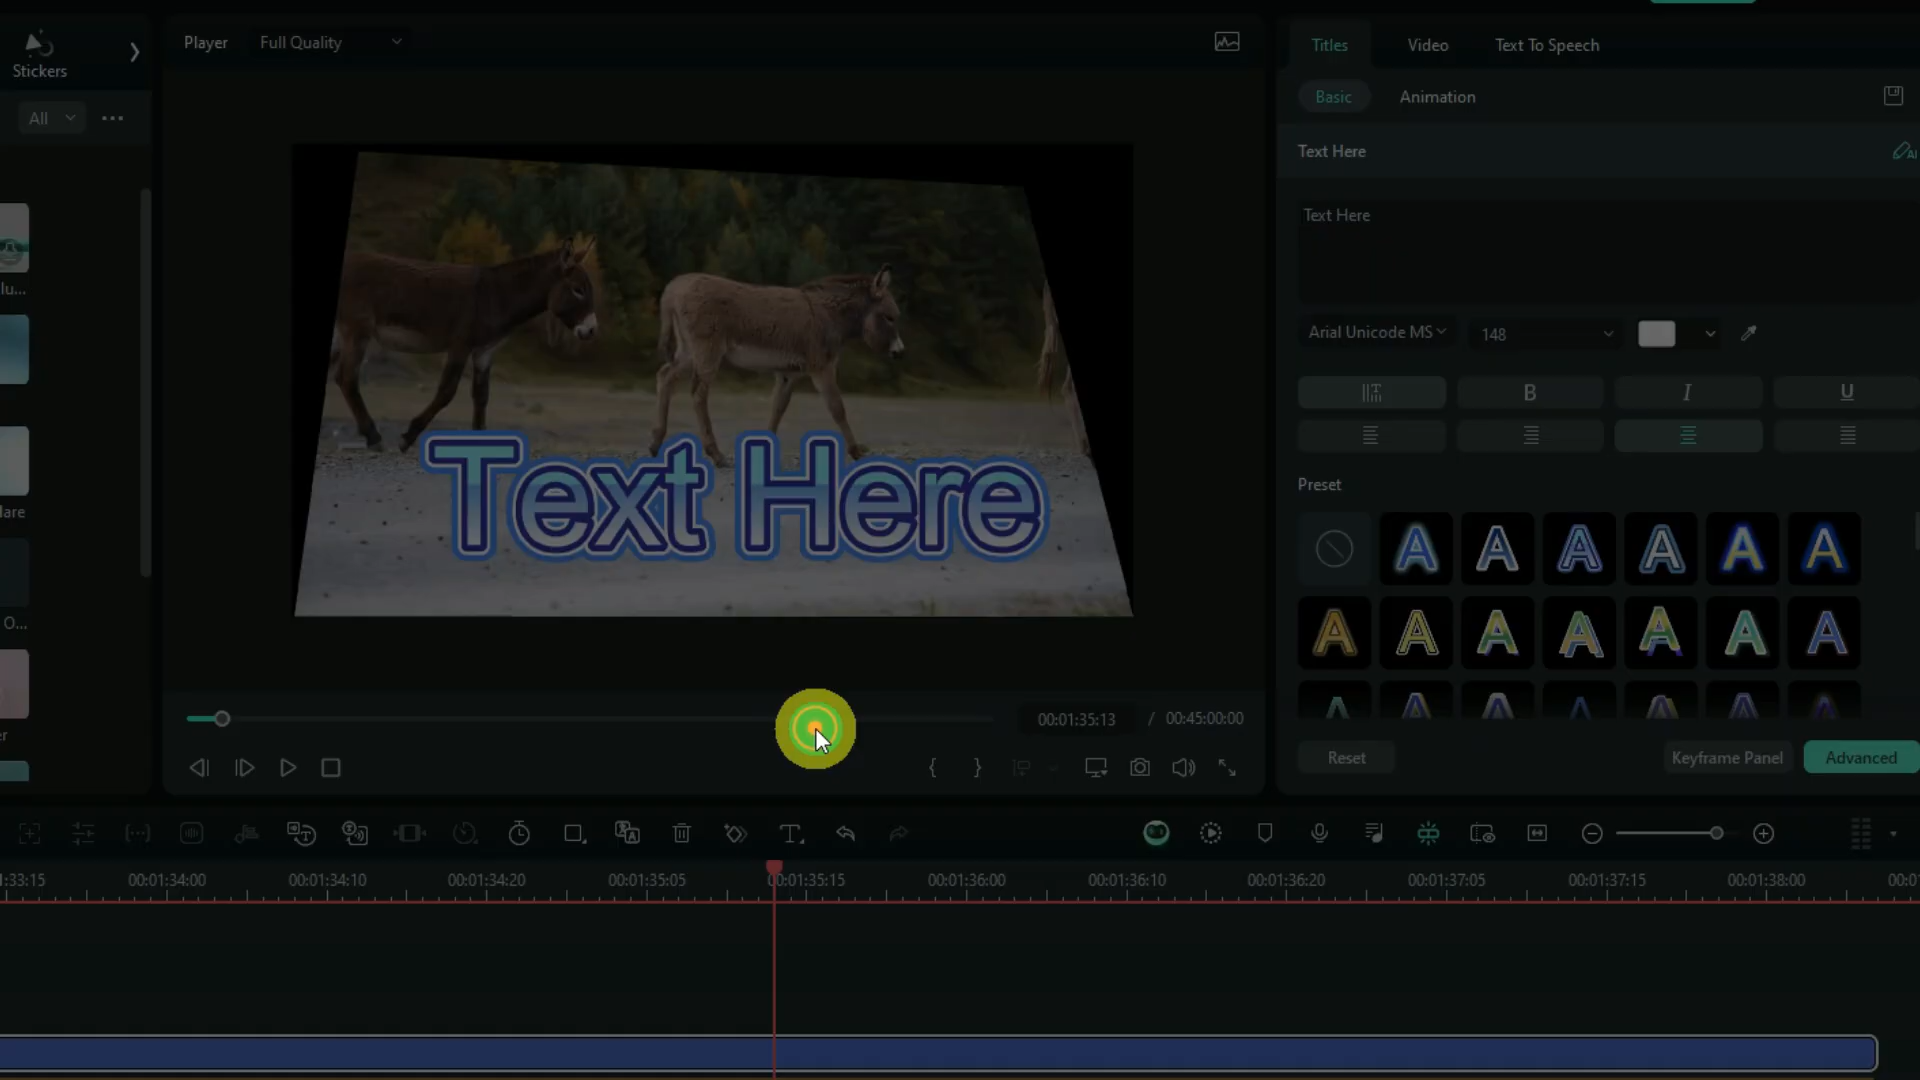 Stickers
Player
Full Quality
Titles
Video
Text To Speech
All
Basic
Animation
Text Here
AI
Text Here
Arial Unicode MS
148
B
I
U
Text Here
lu...
lare
O...
er
Preset
A A A A A A
A A A A A A A
A A A A A A A
00:01:35:13 / 00:45:00:00
Reset
Keyframe Panel
Advanced
1:33:15
00:01:34:00
00:01:34:10
00:01:34:20
00:01:35:05
00:01:35:15
00:01:36:00
00:01:36:10
00:01:36:20
00:01:37:05
00:01:37:15
00:01:38:00